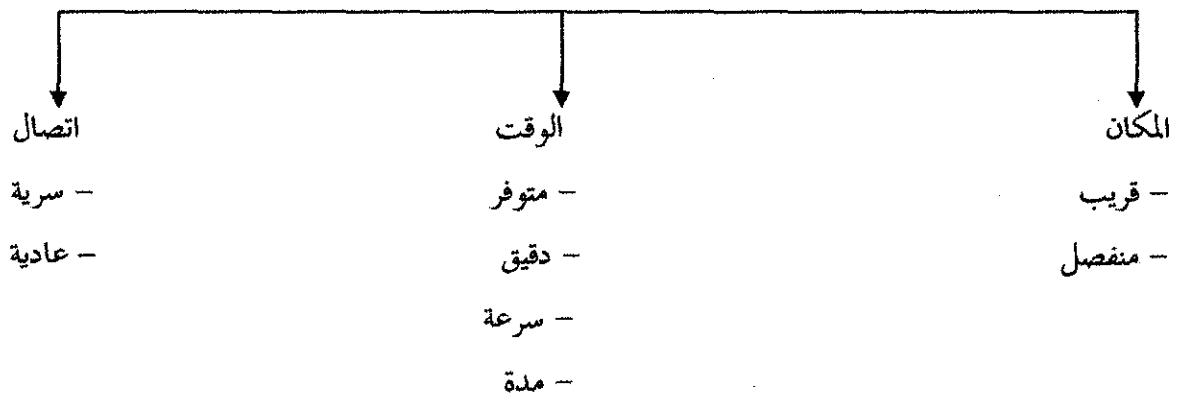 المكان
– قريب
– منفصل
الوقت
– متوفر
– دقيق
– سرعة
– مدة
اتصال
– سرية
– عادية